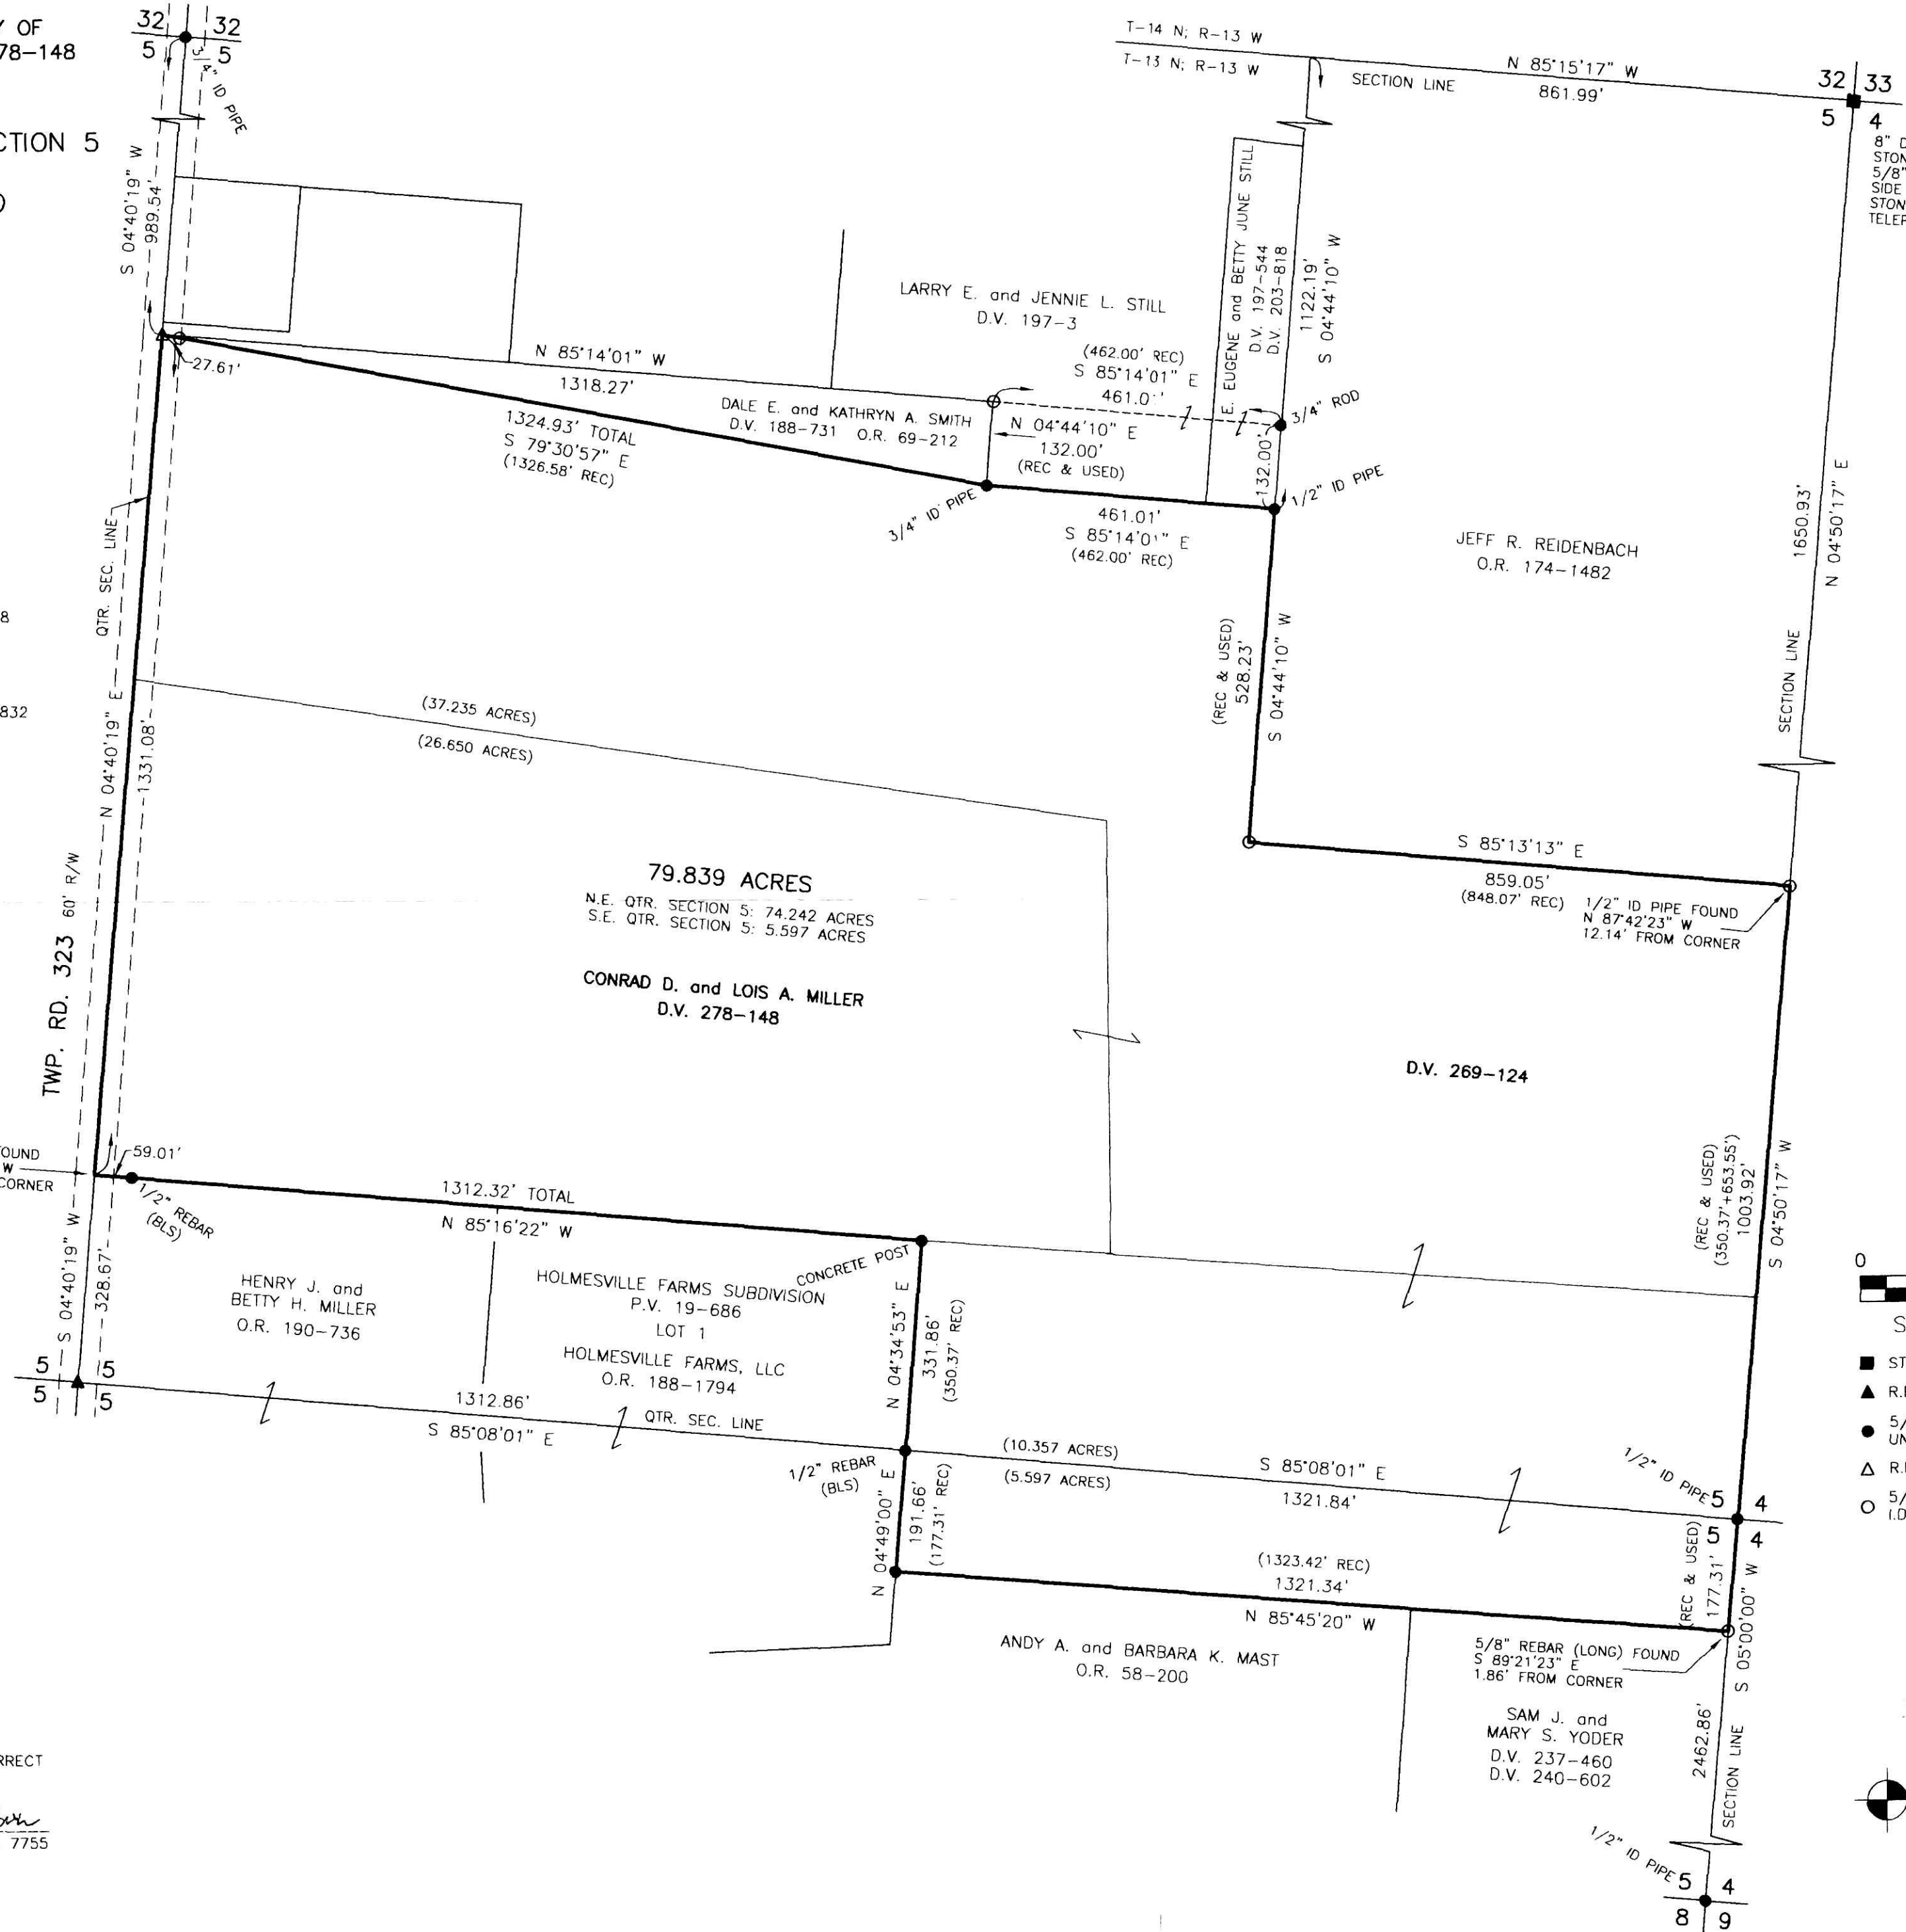 Y OF
78-148
CTION 5
32 32
5 5
3/4" ID PIPE
S 04°40'19" W
989.54'
T-14 N; R-13 W
T-13 N; R-13 W
SECTION LINE
N 85°15'17" W
861.99'
32 33
5 4
8" D
STON
5/8"
SIDE
STON
TELEF
E. EUGENE and BETTY JUNE STILL
D.V. 197-544
D.V. 203-818
1122.19'
S 04°44'10" W
LARRY E. and JENNIE L. STILL
D.V. 197-3
(462.00' REC)
S 85°14'01" E
3/4" ROD
27.61'
N 85°14'01" W
1318.27'
1324.93' TOTAL
S 79°30'57" E
(1326.58' REC)
DALE E. and KATHRYN A. SMITH
D.V. 188-731 O.R. 69-212
N 04°44'10" E
132.00'
(REC & USED)
132.00'
1/2" ID PIPE
3/4" ID PIPE
461.01'
S 85°14'01" E
(462.00' REC)
JEFF R. REIDENBACH
O.R. 174-1482
1650.93'
N 04°50'17" E
SECTION LINE
QTR. SEC. LINE
N 04°40'19" E
1331.08'
8
832
(REC & USED)
528.23'
S 04°44'10" W
(37.235 ACRES)
(26.650 ACRES)
79.839 ACRES
N.E. QTR. SECTION 5: 74.242 ACRES
S.E. QTR. SECTION 5: 5.597 ACRES
CONRAD D. and LOIS A. MILLER
D.V. 278-148
S 85°13'13" E
859.05'
(848.07' REC)
1/2" ID PIPE FOUND
N 87°42'23" W
12.14' FROM CORNER
D.V. 269-124
TWP. RD. 323 60' R/W
OUND
W
CORNER
59.01'
1/2" REBAR
(BLS)
1312.32' TOTAL
N 85°16'22" W
(REC & USED)
(350.37'+653.55')
1003.92'
S 04°50'17" W
S 04°40'19" W
328.67'
HENRY J. and
BETTY H. MILLER
O.R. 190-736
HOLMESVILLE FARMS SUBDIVISION
P.V. 19-686
LOT 1
HOLMESVILLE FARMS, LLC
O.R. 188-1794
CONCRETE POST
N 04°34'53" E
331.86'
(350.37' REC)
0
S
ST
R.
5/
UN
R.
5/
I.D
5 5
5 5
1312.86'
S 85°08'01" E
QTR. SEC. LINE
1/2" REBAR
(BLS)
(10.357 ACRES)
(5.597 ACRES)
S 85°08'01" E
1321.84'
1/2" ID PIPE
5 4
5 4
N 04°49'00" E
191.66'
(177.31' REC)
(1323.42' REC)
1321.34'
N 85°45'20" W
(REC & USED)
177.31'
S 05°00'00" W
ANDY A. and BARBARA K. MAST
O.R. 58-200
5/8" REBAR (LONG) FOUND
S 89°21'23" E
1.86' FROM CORNER
SAM J. and
MARY S. YODER
D.V. 237-460
D.V. 240-602
2462.86'
SECTION LINE
1/2" ID PIPE
5 4
8 9
RRECT
7755